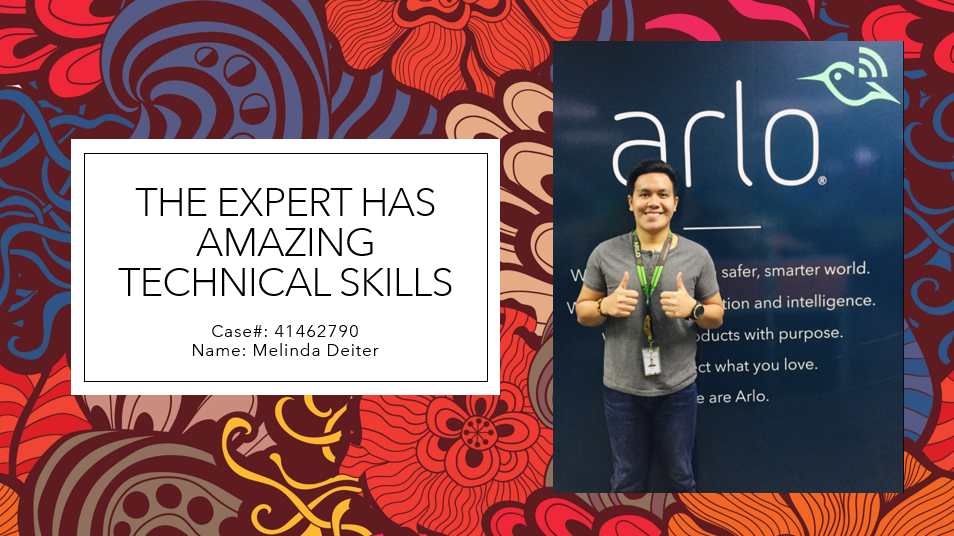 THE EXPERT HAS
AMAZING
TECHNICAL SKILLS
Case#: 41462790
Name: Melinda Deiter
arlo®
safer, smarter world.
and intelligence.
with purpose.
what you love.
are Arlo.